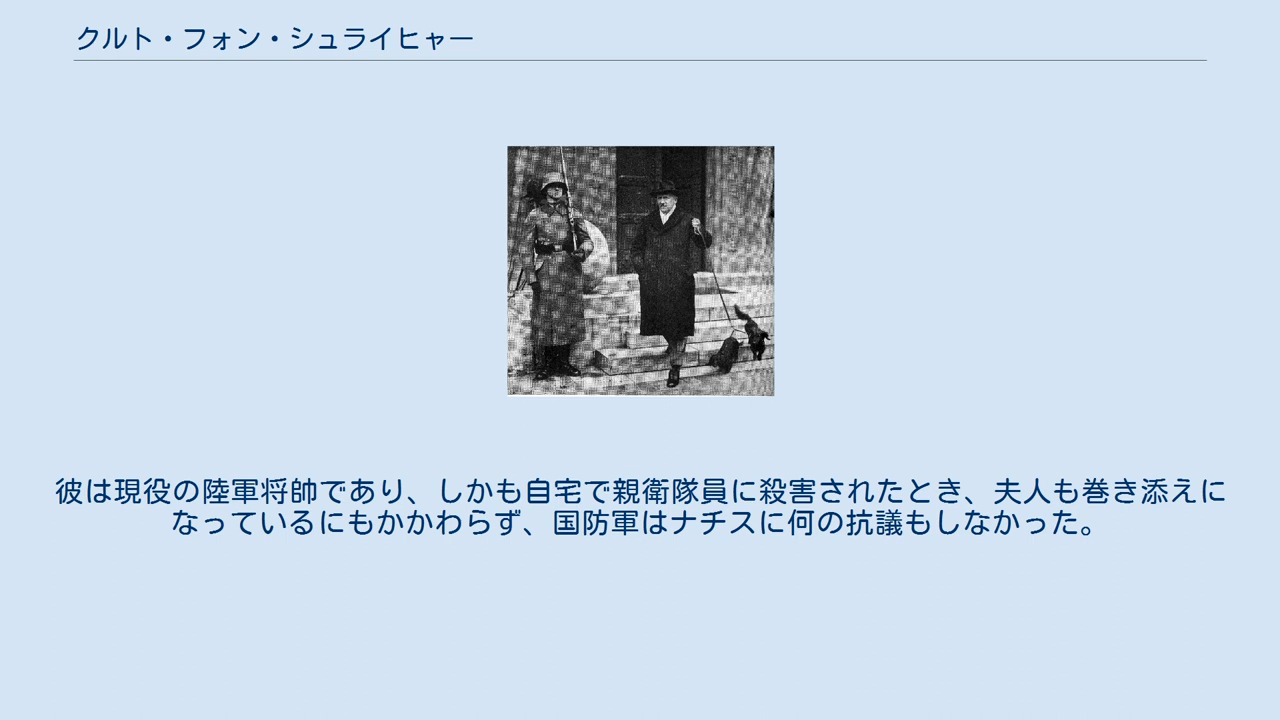 クルト・フォン・シュライヒャー
彼は現役の陸軍将帥であり、しかも自宅で親衛隊員に殺害されたとき、夫人も巻き添えに
なっているにもかかわらず、国防軍はナチスに何の抗議もしなかった。